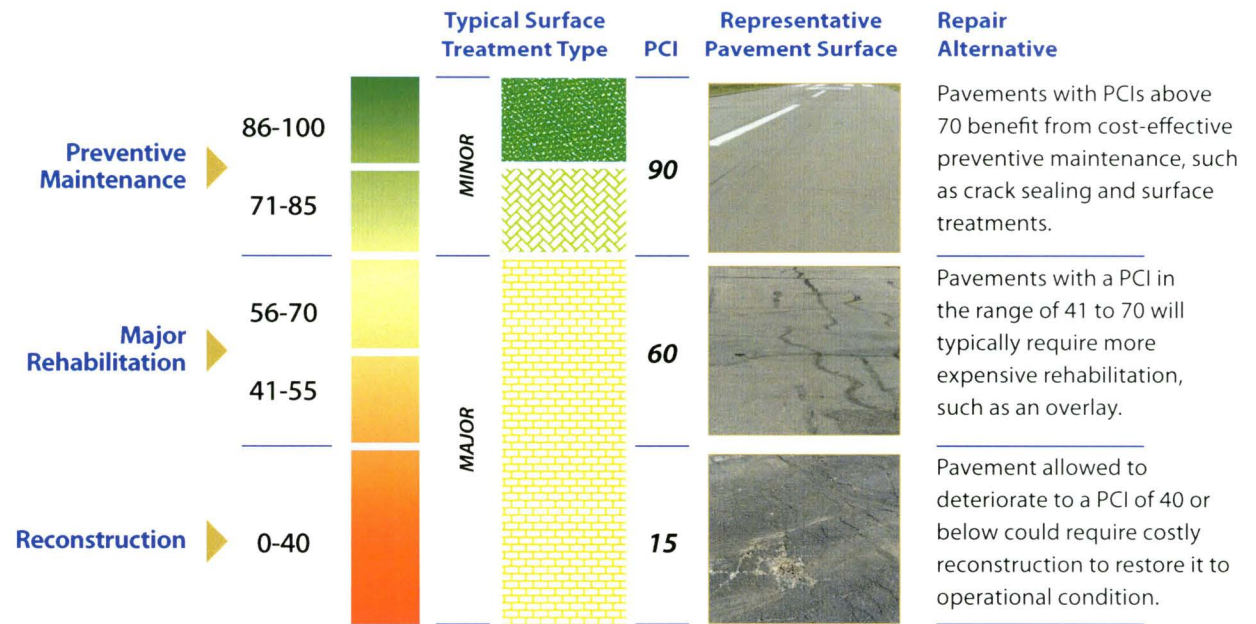 Typical Surface
Treatment Type
PCI
Representative
Pavement Surface
Repair
Alternative
Preventive
Maintenance
86-100
71-85
MINOR
90
Pavements with PCIs above
70 benefit from cost-effective
preventive maintenance, such
as crack sealing and surface
treatments.
Major
Rehabilitation
56-70
41-55
60
Pavements with a PCI in
the range of 41 to 70 will
typically require more
expensive rehabilitation,
such as an overlay.
MAJOR
Reconstruction
0-40
15
Pavement allowed to
deteriorate to a PCI of 40 or
below could require costly
reconstruction to restore it to
operational condition.